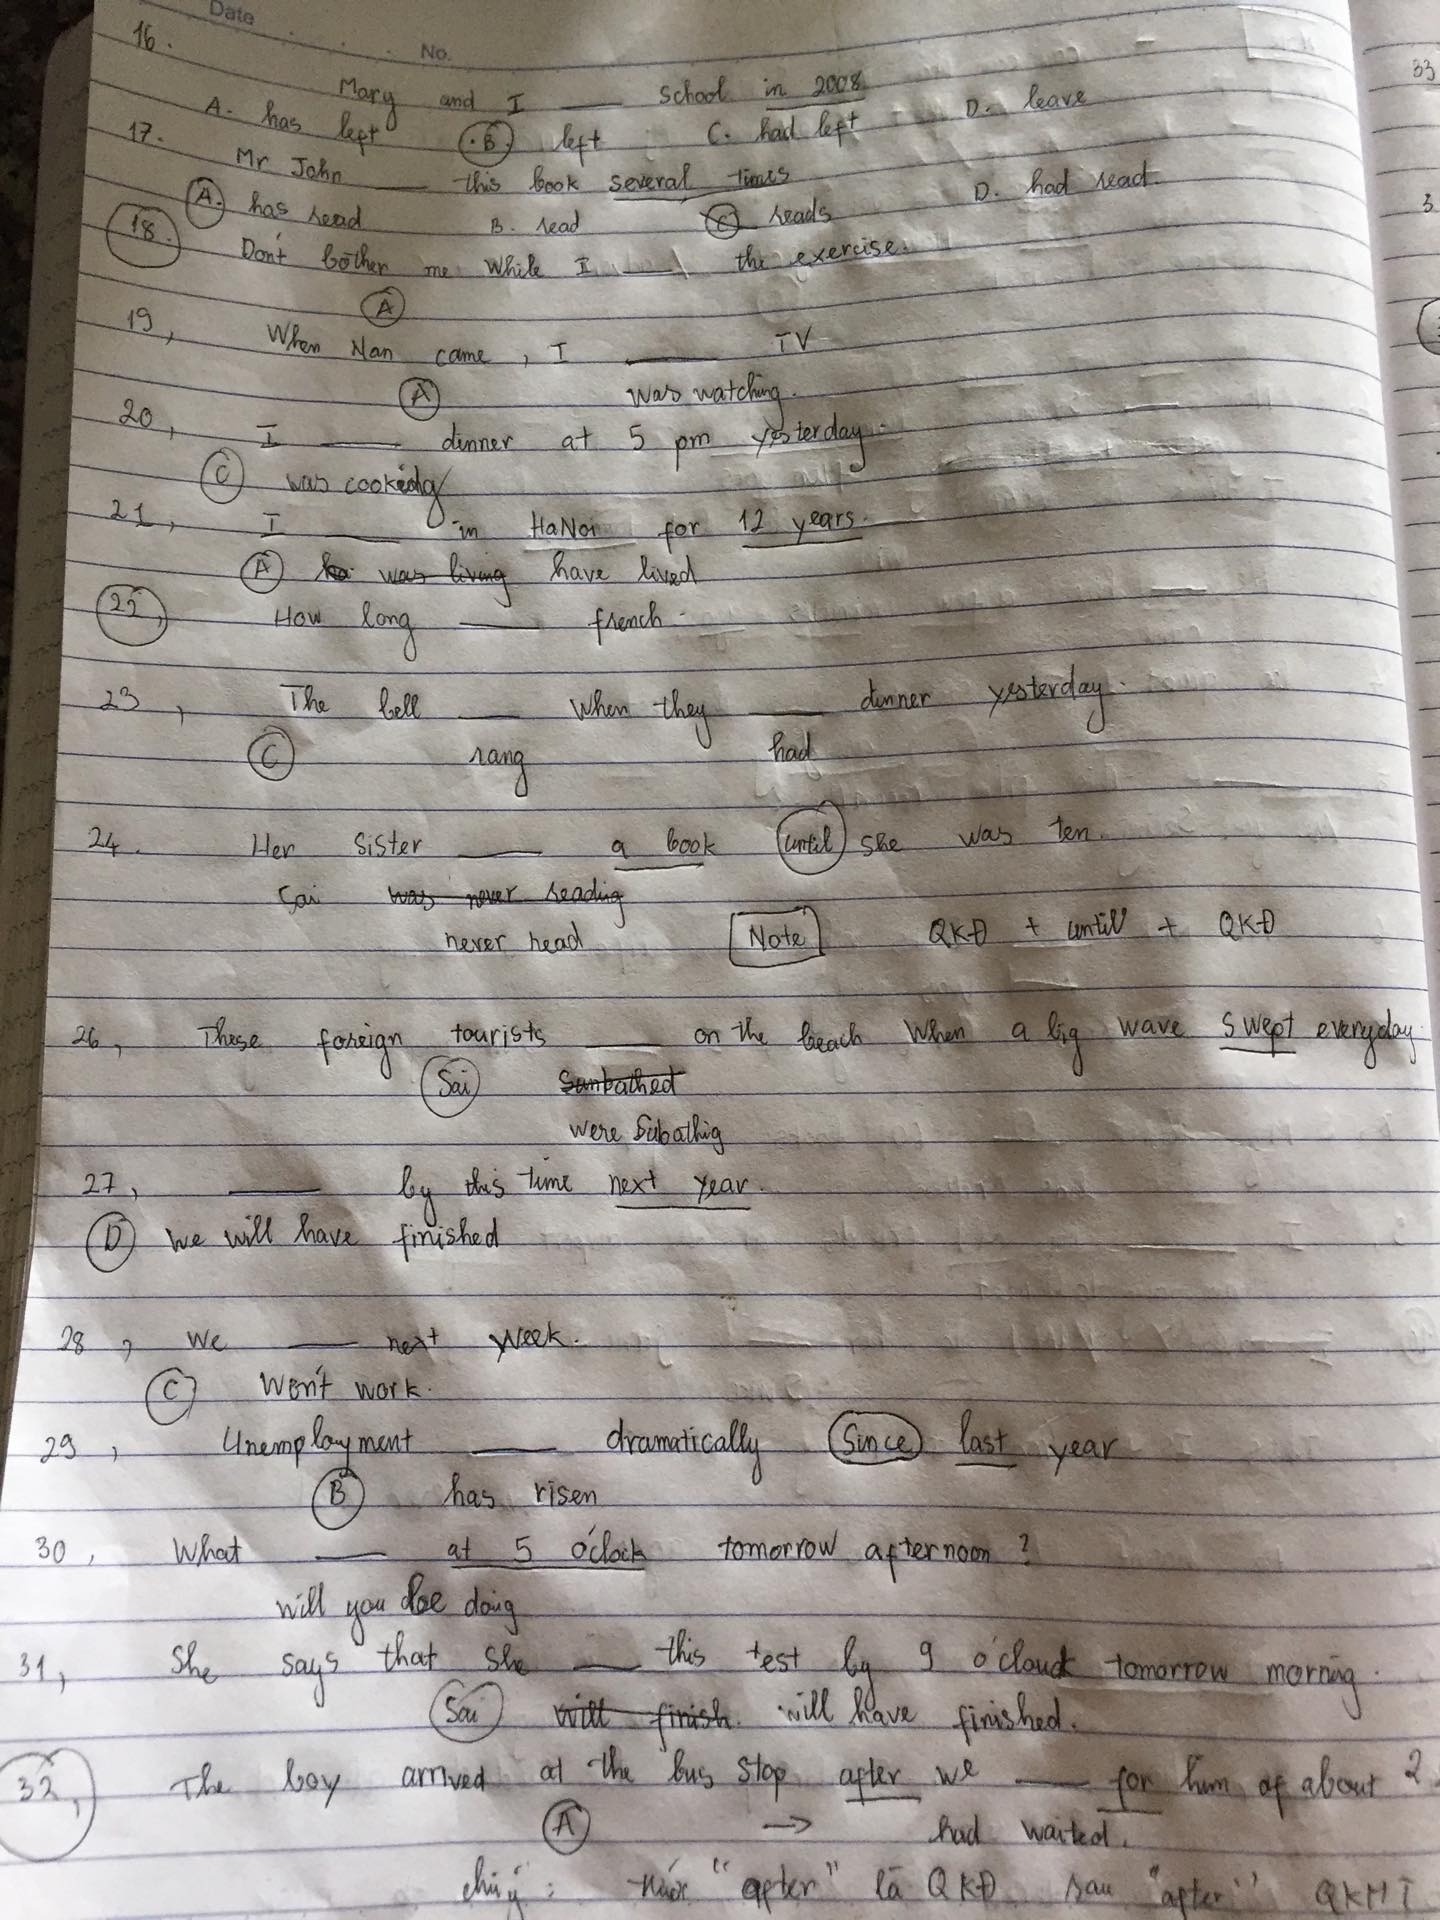 Date
No.
16.
Mary and I ___ School in 2008
A. has left B. left C. had left D. leave
17.
Mr John ___ this book several times
A. has read B. read C. reads D. had read.
18. Don't bother me while I ___ the exercise.
A
19, When Nan came, I ___ TV
A was watching.
20, I ___ dinner at 5 pm yesterday.
C was cooking
21, I ___ in HaNoi for 12 years.
A was living have lived
22, How long ___ french
23, The bell ___ when they ___ dinner yesterday.
C rang had
24. Her sister ___ a book until she was ten.
Sai was never reading
never read Note QKĐ + until + QKĐ
26, These foreign tourists ___ on the beach when a big wave swept everyday.
Sai Sunbathed
were Subathig
27, ___ by this time next year.
D We will have finished
28, We ___ next week.
C Won't work.
29, Unemployment ___ dramatically Since last year
B has risen
30, What ___ at 5 o'clock tomorrow afternoon?
will you be doing
31, She says that she ___ this test by 9 o'clock tomorrow morning.
Sai will finish. will have finished.
32, The boy arrived at the bus stop after we ___ for him of about 2
A → had waited.
chú ý: trước "after" là QKĐ sau "after" QKHT
33
3